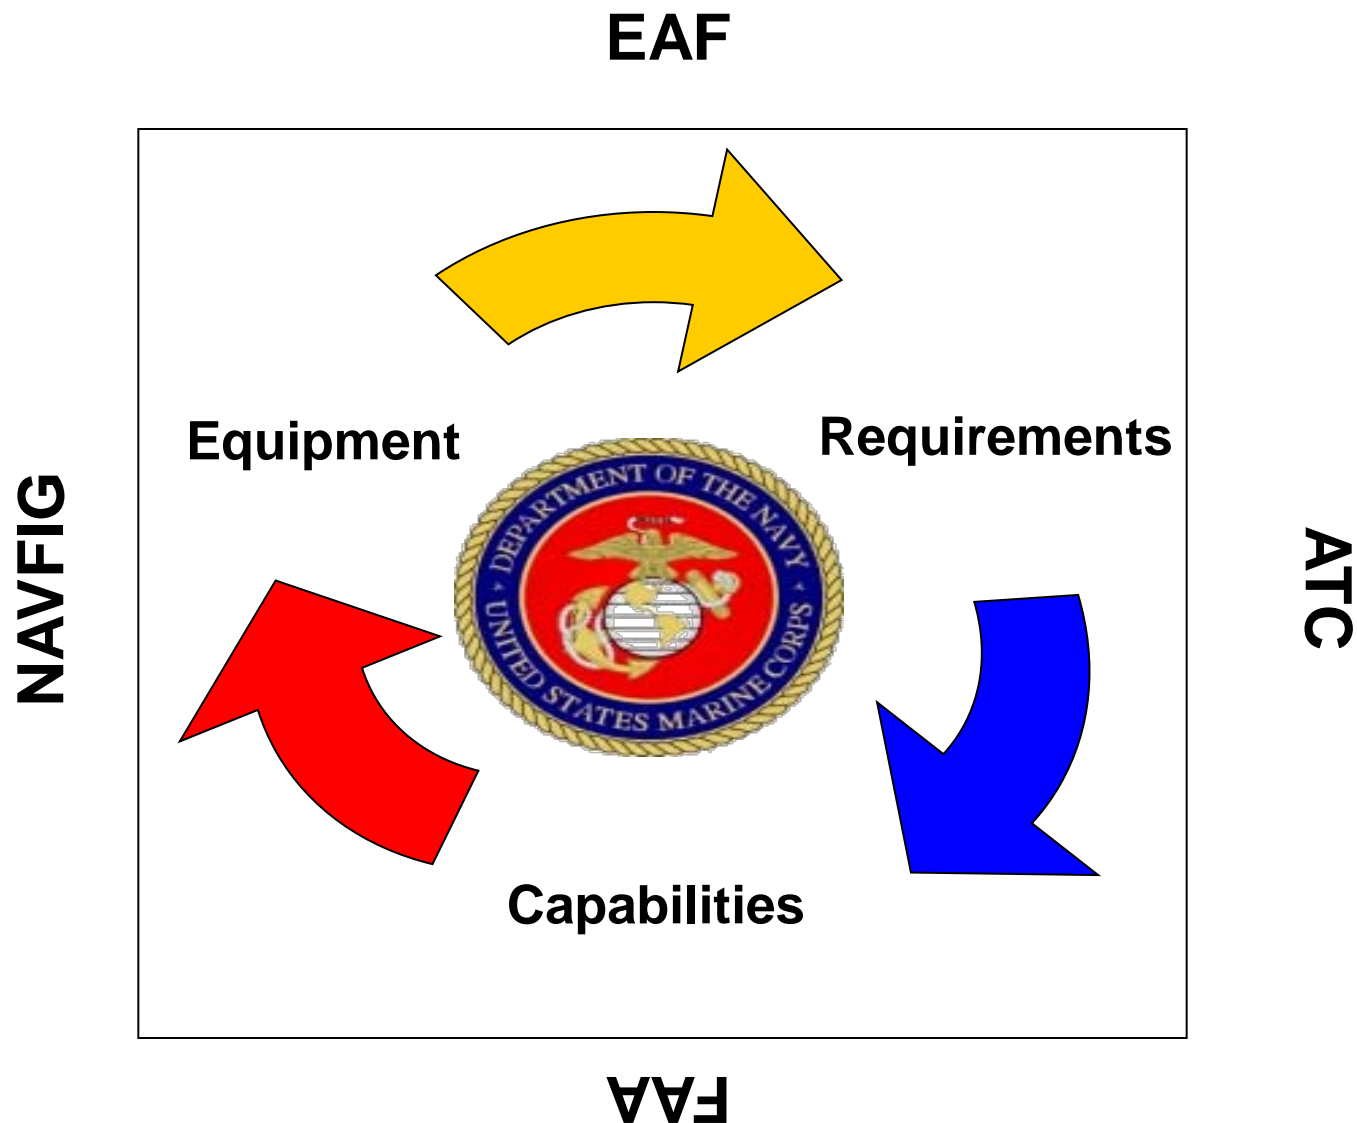 EAF
Equipment
Requirements
DEPARTMENT OF THE NAVY
UNITED STATES MARINE CORPS
NAVFIG
ATC
Capabilities
FAA